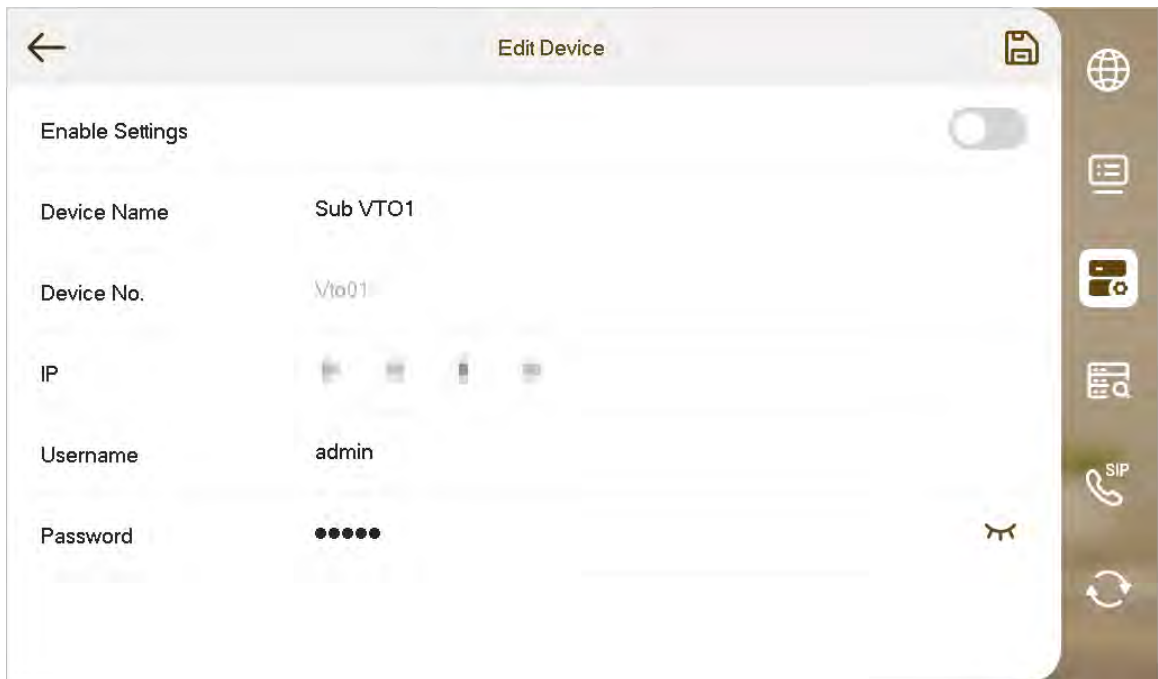 Edit Device
Enable Settings
Device Name Sub VTO1
Device No. Vto01
IP
Username admin
Password •••••
SIP